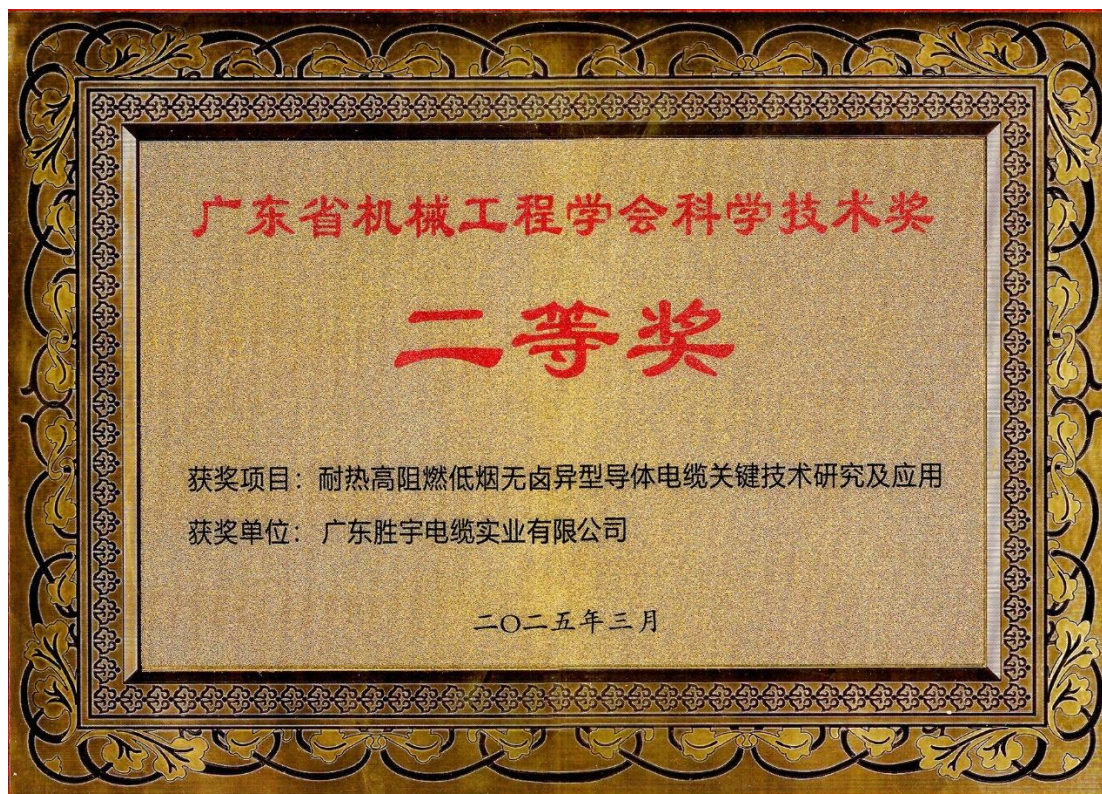 广东省机械工程学会科学技术奖
二等奖
获奖项目：耐热高阻燃低烟无卤异型导体电缆关键技术研究及应用
获奖单位：广东胜宇电缆实业有限公司
二〇二五年三月